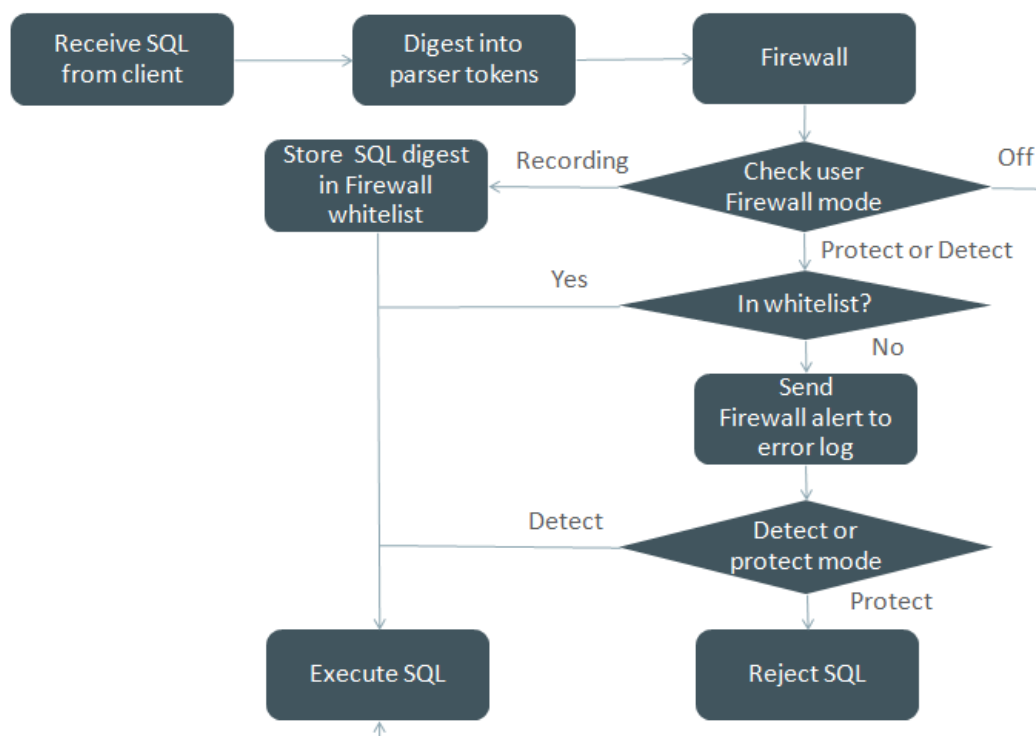 Receive SQL
from client
Digest into
parser tokens
Firewall
Store SQL digest
in Firewall
whitelist
Recording
Check user
Firewall mode
Off
Protect or Detect
Yes
In whitelist?
No
Send
Firewall alert to
error log
Detect
Detect or
protect mode
Protect
Execute SQL
Reject SQL